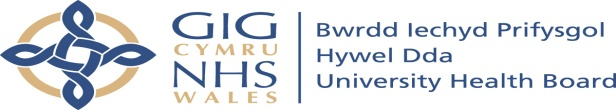 GIG
CYMRU
NHS
WALES
Bwrdd Iechyd Prifysgol
Hywel Dda
University Health Board